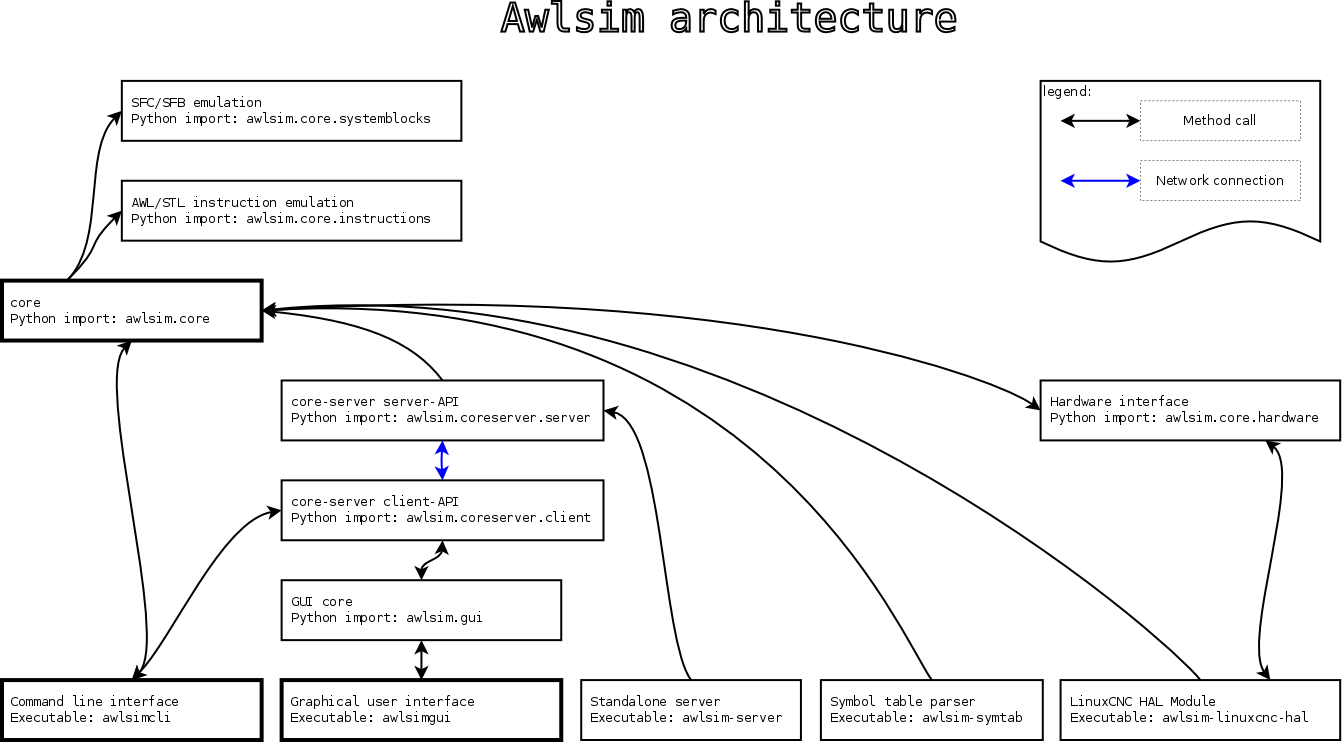 Awlsim architecture
SFC/SFB emulation
Python import: awlsim.core.systemblocks
legend:
Method call
Network connection
AWL/STL instruction emulation
Python import: awlsim.core.instructions
core
Python import: awlsim.core
core-server server-API
Python import: awlsim.coreserver.server
Hardware interface
Python import: awlsim.core.hardware
core-server client-API
Python import: awlsim.coreserver.client
GUI core
Python import: awlsim.gui
Command line interface
Executable: awlsimcli
Graphical user interface
Executable: awlsimgui
Standalone server
Executable: awlsim-server
Symbol table parser
Executable: awlsim-symtab
LinuxCNC HAL Module
Executable: awlsim-linuxcnc-hal